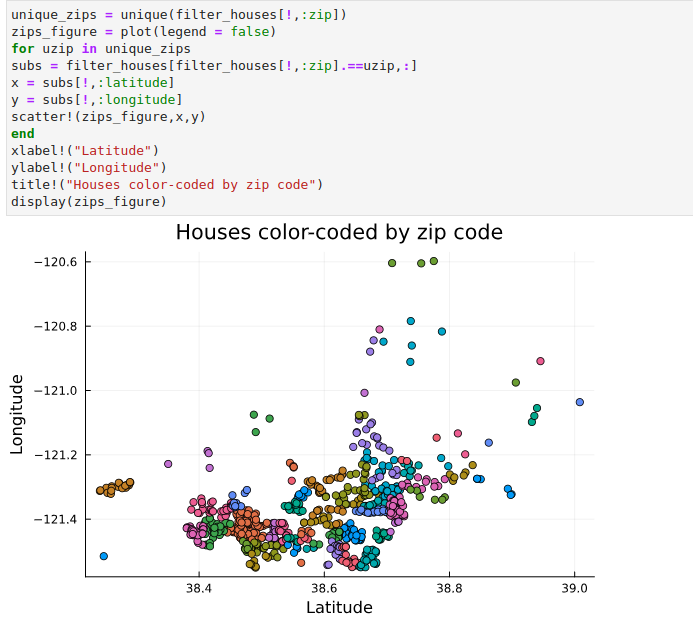 unique_zips = unique(filter_houses[!,:zip])
zips_figure = plot(legend = false)
for uzip in unique_zips
subs = filter_houses[filter_houses[!,:zip].==uzip,:]
x = subs[!,:latitude]
y = subs[!,:longitude]
scatter!(zips_figure,x,y)
end
xlabel!("Latitude")
ylabel!("Longitude")
title!("Houses color-coded by zip code")
display(zips_figure)
Houses color-coded by zip code
−120.6
−120.8
−121.0
−121.2
−121.4
Longitude
38.4 38.6 38.8 39.0
Latitude